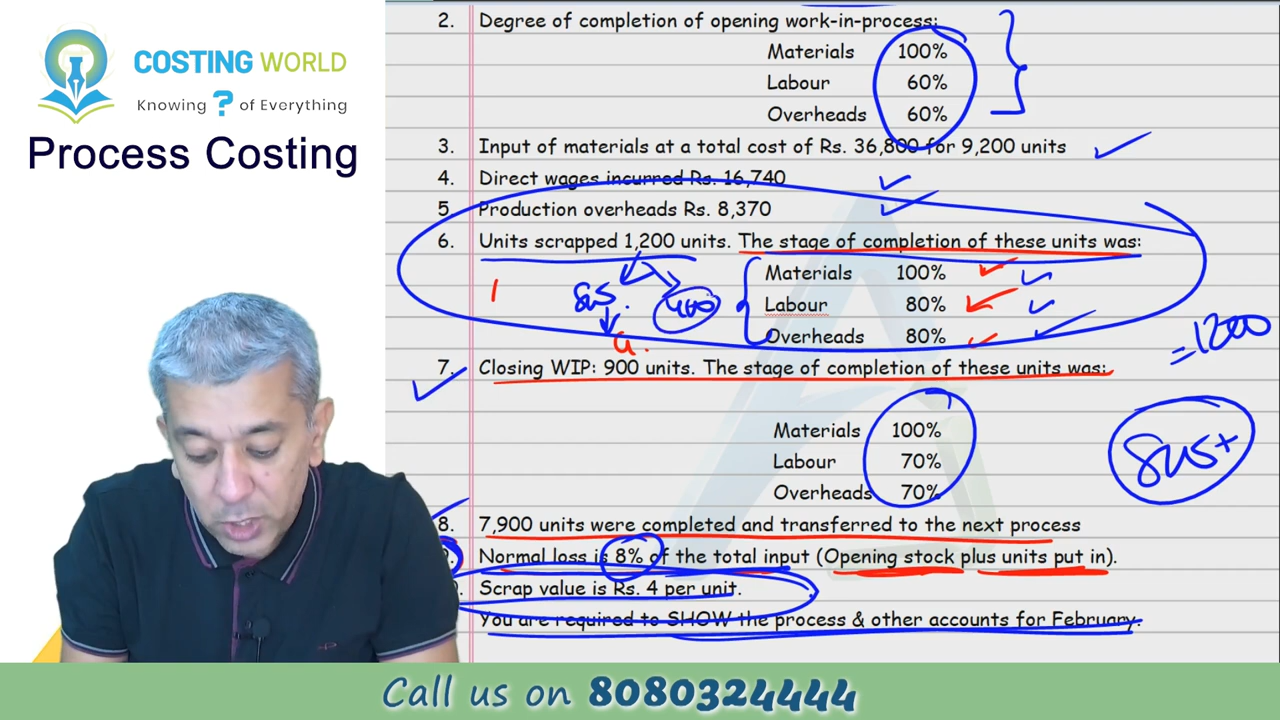 COSTING WORLD
Knowing ? of Everything
Process Costing
2. Degree of completion of opening work-in-process:
Materials 100%
Labour 60%
Overheads 60%
3. Input of materials at a total cost of Rs. 36,800 for 9,200 units
4. Direct wages incurred Rs. 16,740
5 Production overheads Rs. 8,370
6. Units scrapped 1,200 units. The stage of completion of these units was:
Materials 100%
Labour 80%
Overheads 80%
=1200
7. Closing WIP: 900 units. The stage of completion of these units was:
Materials 100%
Labour 70%
Overheads 70%
8. 7,900 units were completed and transferred to the next process
Normal loss is 8% of the total input (Opening stock plus units put in).
Scrap value is Rs. 4 per unit.
You are required to SHOW the process & other accounts for February.
Call us on 8080324444